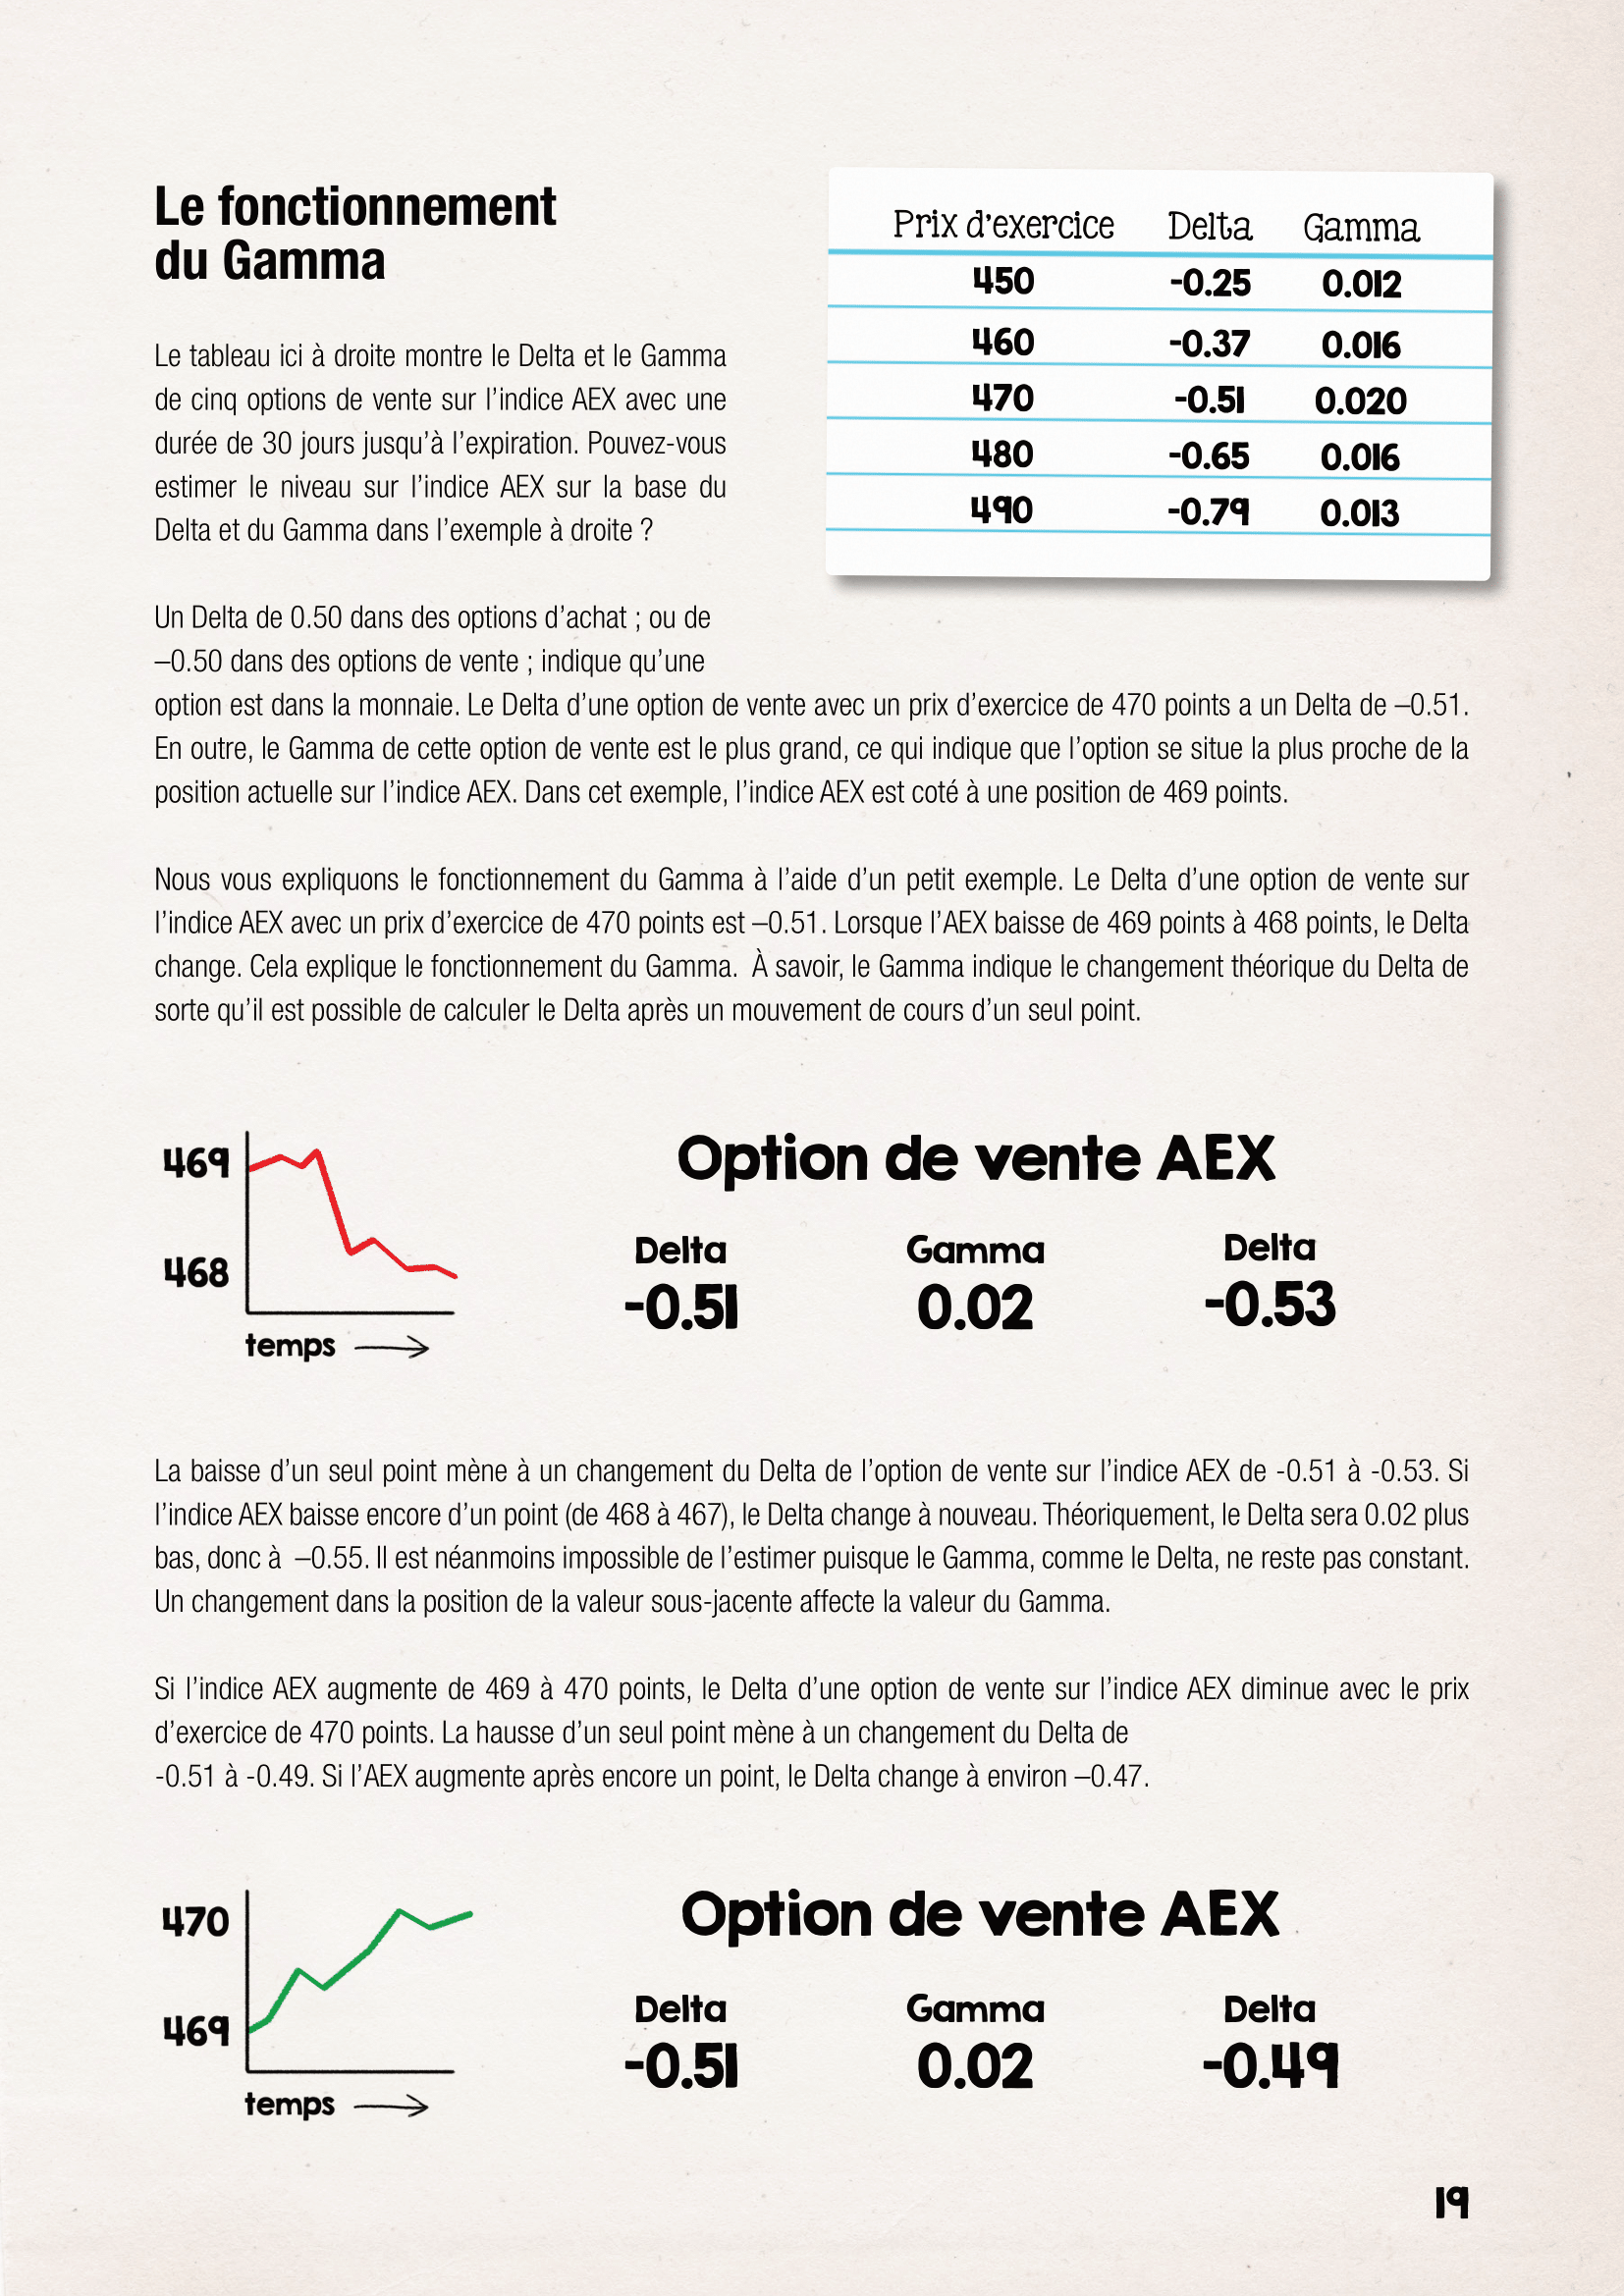 Le fonctionnement
du Gamma
Le tableau ici à droite montre le Delta et le Gamma
de cinq options de vente sur l’indice AEX avec une
durée de 30 jours jusqu’à l’expiration. Pouvez-vous
estimer le niveau sur l’indice AEX sur la base du
Delta et du Gamma dans l’exemple à droite ?
Prix d’exercice Delta Gamma
450 -0.25 0.012
460 -0.37 0.016
470 -0.51 0.020
480 -0.65 0.016
490 -0.79 0.013
Un Delta de 0.50 dans des options d’achat ; ou de
–0.50 dans des options de vente ; indique qu’une
option est dans la monnaie. Le Delta d’une option de vente avec un prix d’exercice de 470 points a un Delta de –0.51.
En outre, le Gamma de cette option de vente est le plus grand, ce qui indique que l’option se situe la plus proche de la
position actuelle sur l’indice AEX. Dans cet exemple, l’indice AEX est coté à une position de 469 points.
Nous vous expliquons le fonctionnement du Gamma à l’aide d’un petit exemple. Le Delta d’une option de vente sur
l’indice AEX avec un prix d’exercice de 470 points est –0.51. Lorsque l’AEX baisse de 469 points à 468 points, le Delta
change. Cela explique le fonctionnement du Gamma. À savoir, le Gamma indique le changement théorique du Delta de
sorte qu’il est possible de calculer le Delta après un mouvement de cours d’un seul point.
469
468
temps
Option de vente AEX
Delta Gamma Delta
-0.51 0.02 -0.53
La baisse d’un seul point mène à un changement du Delta de l’option de vente sur l’indice AEX de -0.51 à -0.53. Si
l’indice AEX baisse encore d’un point (de 468 à 467), le Delta change à nouveau. Théoriquement, le Delta sera 0.02 plus
bas, donc à –0.55. Il est néanmoins impossible de l’estimer puisque le Gamma, comme le Delta, ne reste pas constant.
Un changement dans la position de la valeur sous-jacente affecte la valeur du Gamma.
Si l’indice AEX augmente de 469 à 470 points, le Delta d’une option de vente sur l’indice AEX diminue avec le prix
d’exercice de 470 points. La hausse d’un seul point mène à un changement du Delta de
-0.51 à -0.49. Si l’AEX augmente après encore un point, le Delta change à environ –0.47.
470
469
temps
Option de vente AEX
Delta Gamma Delta
-0.51 0.02 -0.49
19